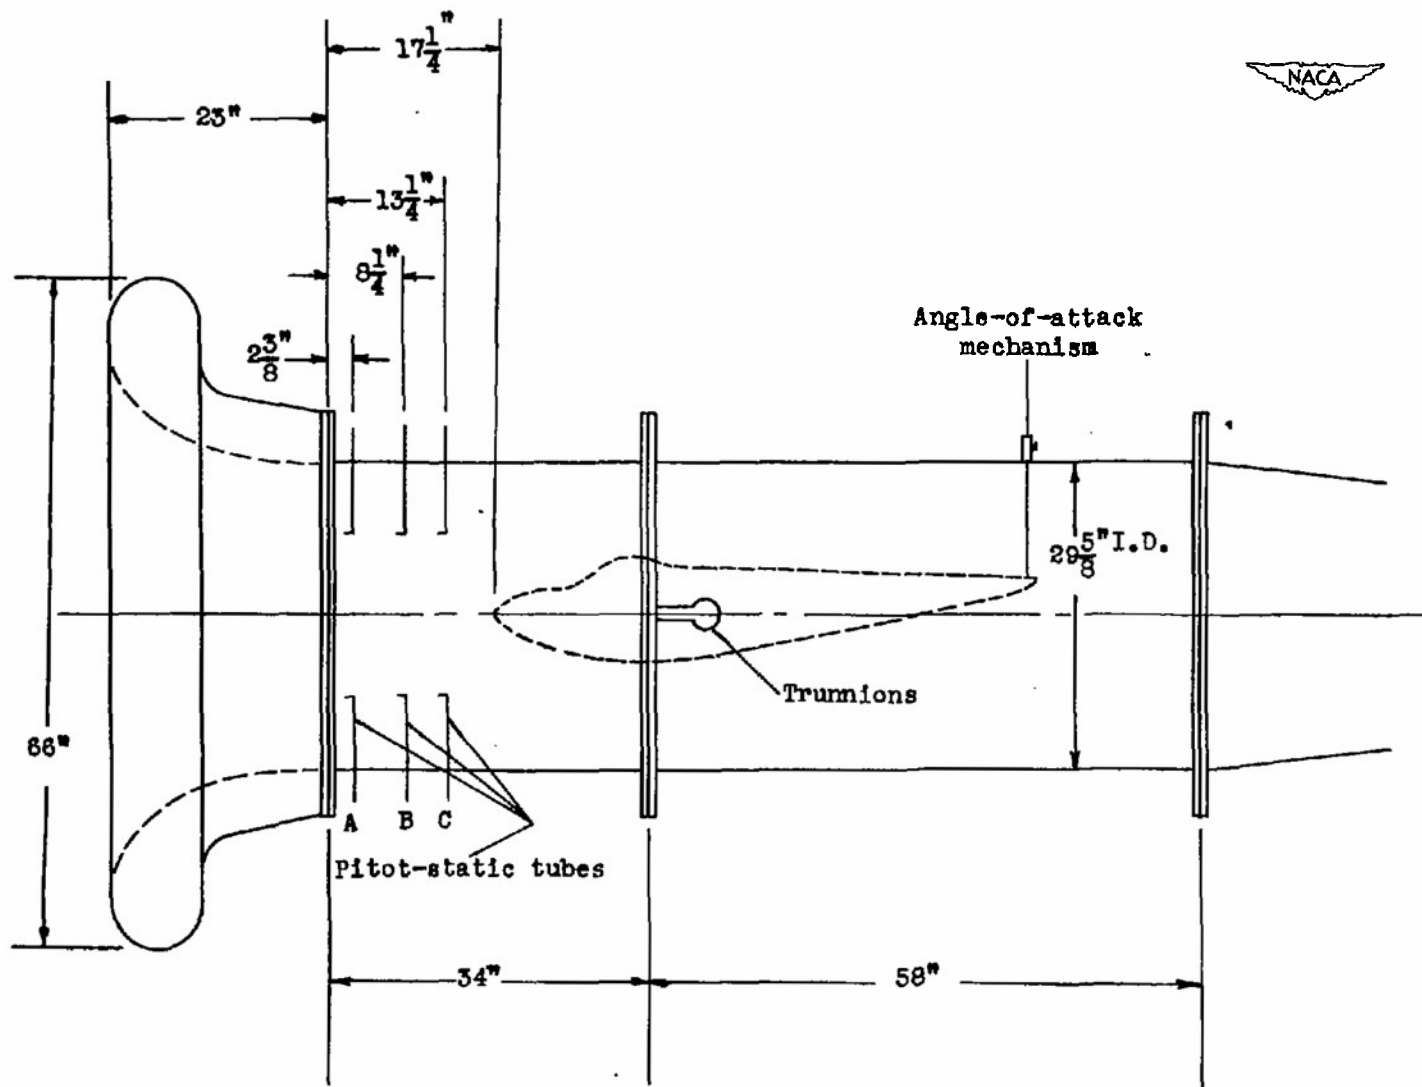 17 1/4"
NACA
23"
13 1/4"
8 1/4"
2 3/8"
Angle-of-attack
mechanism
29 5/8" I.D.
Trunnions
66"
A B C
Pitot-static tubes
34"
58"